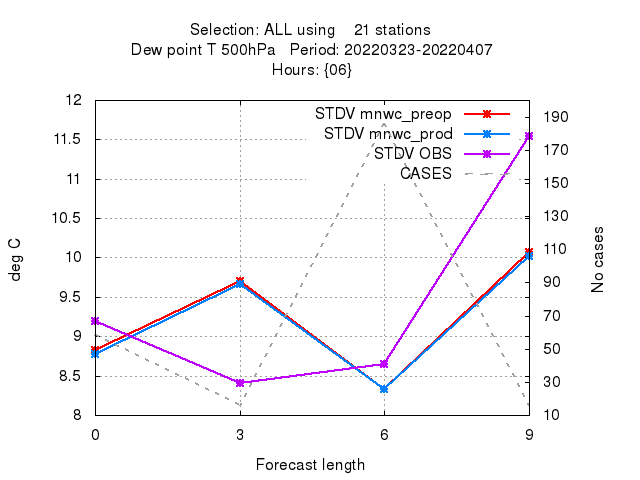 Selection: ALL using    21 stations
Dew point T 500hPa   Period: 20220323-20220407
Hours: {06}
STDV mnwc_preop
STDV mnwc_prod
STDV OBS
CASES
12
11.5
11
10.5
10
9.5
9
8.5
8
190
170
150
130
110
90
70
50
30
10
0
3
6
9
deg C
No cases
Forecast length